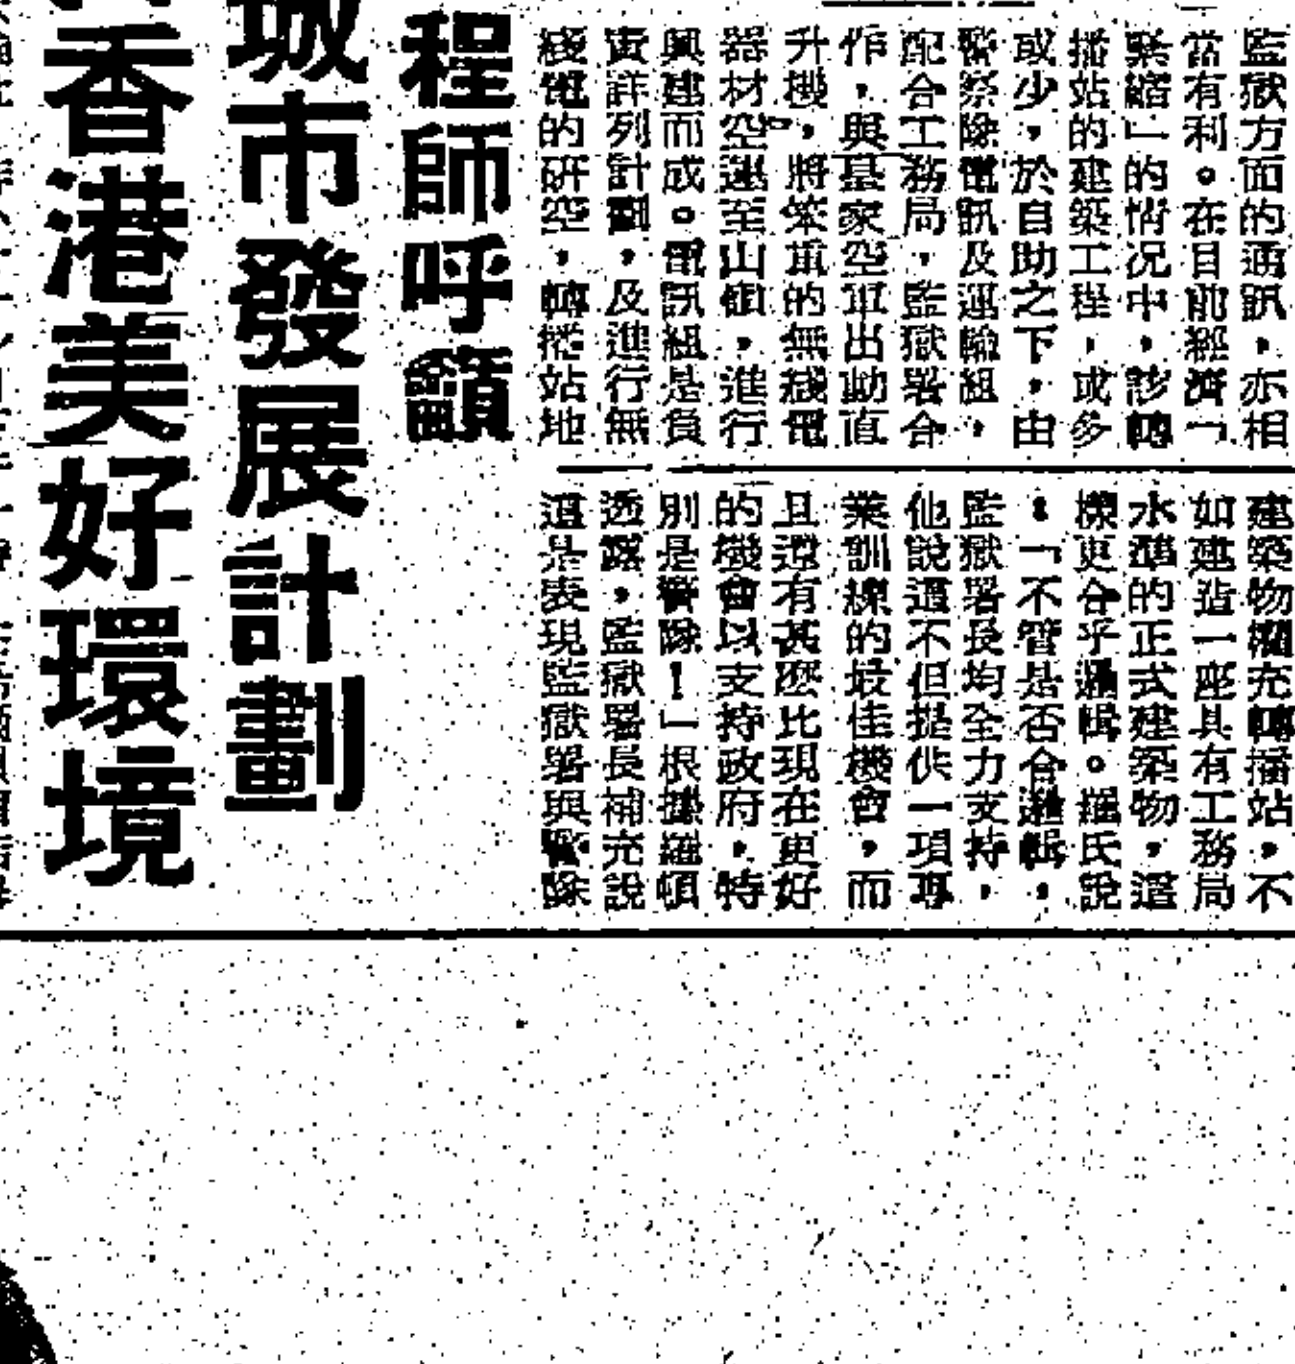 監獄方面的通訊，亦相
當有利。在目前經濟「
緊縮」的情况中，診轉
播站的建築工程，或多
或少，於自助之下，由
警察隊電訊及運輸組，
配合工務局，監獄署合
作，與皇家空軍出動直
升機，將笨重的無綫電
器材空運至山頂，進行
興建而成。電訊組是負
責詳列計劃，及進行無
綫電的研究，轉播站地
建築物擴充轉播站，不
如建造一座具有工務局
水準的正式建築物，這
樣更合乎邏輯。羅氏說
：「不管是否合邏輯，
監獄署長均全力支持，
他說這不但提供一項專
業訓練的最佳機會，而
且還有甚麽比現在更好
的機會以支持政府，特
別是警隊！」根據羅頓
透露，監獄署長補充說
這是表現監獄署與警隊
程師呼籲
城市發展計劃
香港美好環境